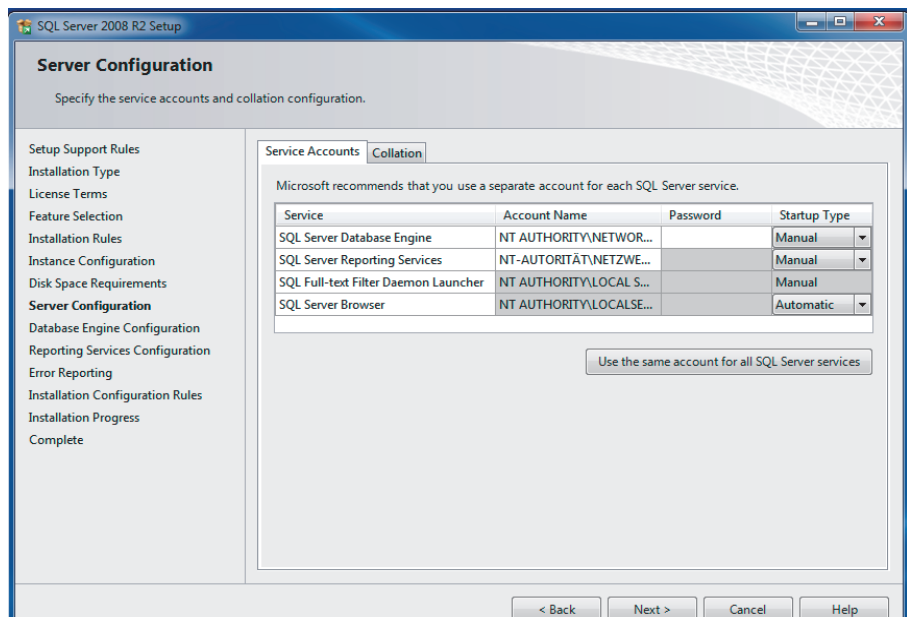 SQL Server 2008 R2 Setup
Server Configuration
Specify the service accounts and collation configuration.
Setup Support Rules
Installation Type
License Terms
Feature Selection
Installation Rules
Instance Configuration
Disk Space Requirements
Server Configuration
Database Engine Configuration
Reporting Services Configuration
Error Reporting
Installation Configuration Rules
Installation Progress
Complete
Service Accounts Collation
Microsoft recommends that you use a separate account for each SQL Server service.
Service Account Name Password Startup Type
SQL Server Database Engine NT AUTHORITY\NETWOR... Manual
SQL Server Reporting Services NT-AUTORITÄT\NETZWE... Manual
SQL Full-text Filter Daemon Launcher NT AUTHORITY\LOCAL S... Manual
SQL Server Browser NT AUTHORITY\LOCALSE... Automatic
Use the same account for all SQL Server services
< Back Next > Cancel Help